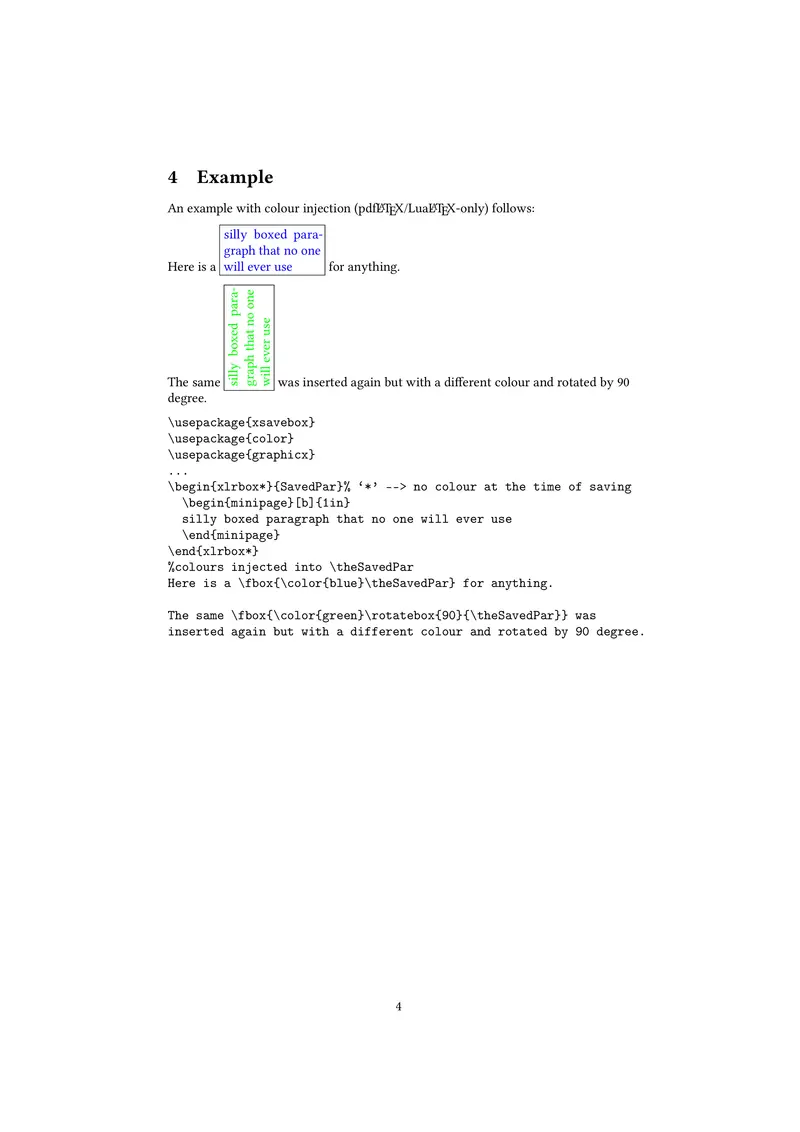 4 Example
An example with colour injection (pdfLATEX/LuaLATEX-only) follows:
silly boxed para-
graph that no one
Here is a will ever use for anything.
silly boxed para-
graph that no one
will ever use
The same was inserted again but with a different colour and rotated by 90
degree.
\usepackage{xsavebox}
\usepackage{color}
\usepackage{graphicx}
...
\begin{xlrbox*}{SavedPar}% ‘*’ --> no colour at the time of saving
  \begin{minipage}[b]{1in}
  silly boxed paragraph that no one will ever use
  \end{minipage}
\end{xlrbox*}
%colours injected into \theSavedPar
Here is a \fbox{\color{blue}\theSavedPar} for anything.

The same \fbox{\color{green}\rotatebox{90}{\theSavedPar}} was
inserted again but with a different colour and rotated by 90 degree.
4